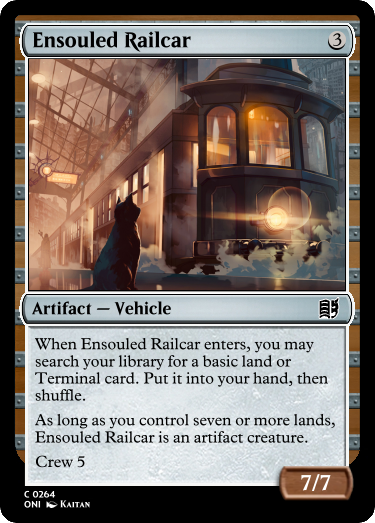 Ensouled Railcar 3
Artifact — Vehicle
When Ensouled Railcar enters, you may
search your library for a basic land or
Terminal card. Put it into your hand, then
shuffle.
As long as you control seven or more lands,
Ensouled Railcar is an artifact creature.
Crew 5
7/7
C 0264
ONI Kaitan